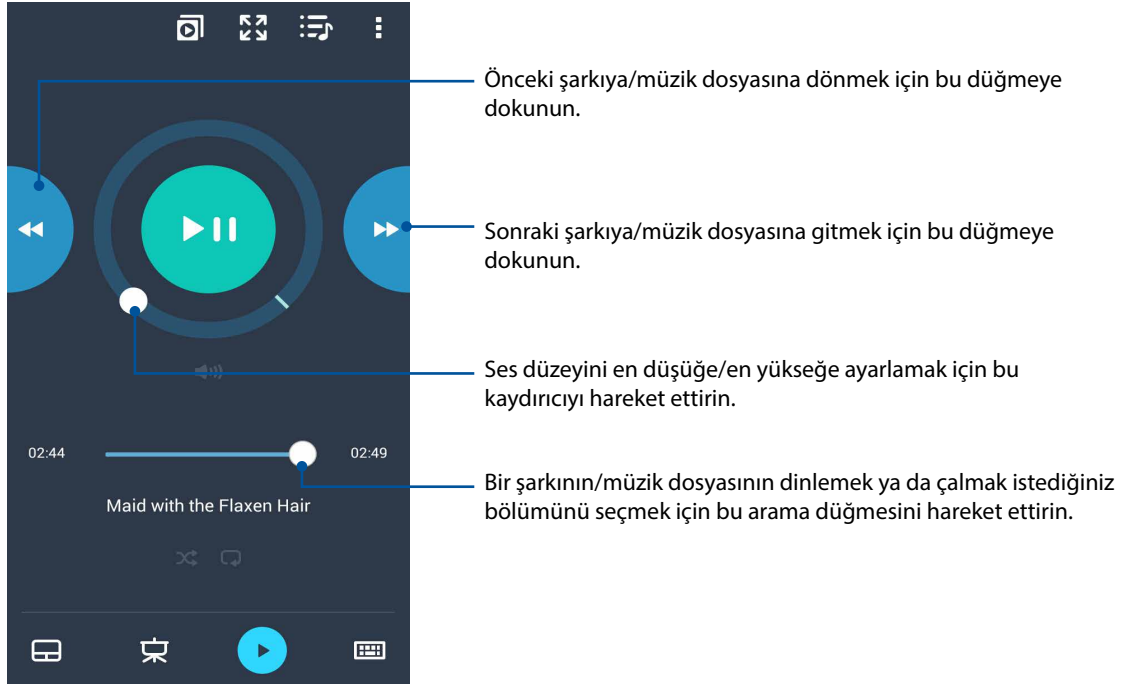 Önceki şarkıya/müzik dosyasına dönmek için bu düğmeye
dokunun.
Sonraki şarkıya/müzik dosyasına gitmek için bu düğmeye
dokunun.
Ses düzeyini en düşüğe/en yükseğe ayarlamak için bu
kaydırıcıyı hareket ettirin.
02:44
02:49
Bir şarkının/müzik dosyasının dinlemek ya da çalmak istediğiniz
bölümünü seçmek için bu arama düğmesini hareket ettirin.
Maid with the Flaxen Hair